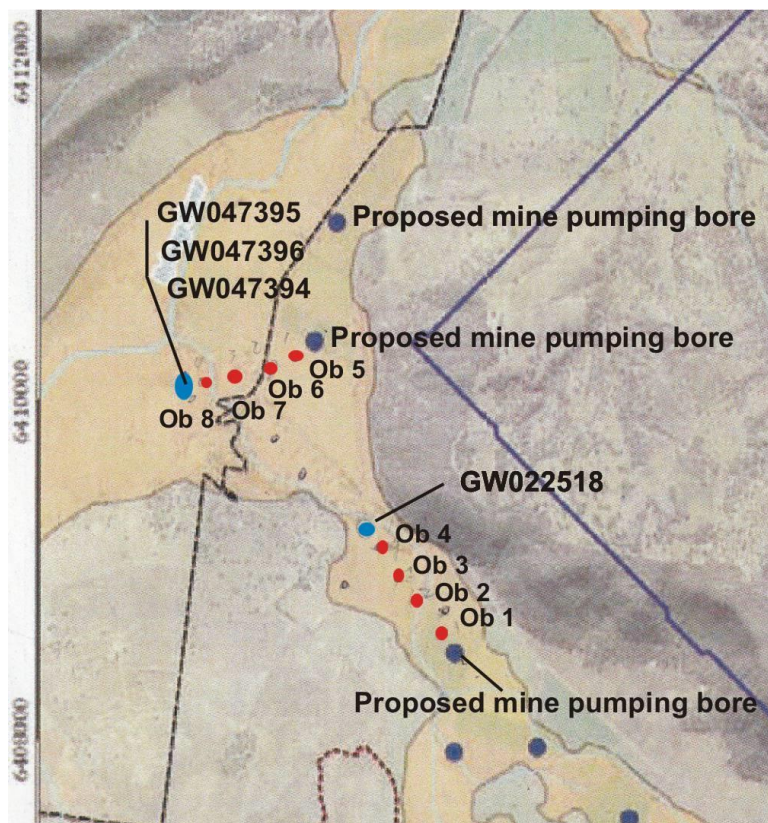 6412000
GW047395
Proposed mine pumping bore
GW047396
GW047394
Proposed mine pumping bore
Ob 5
Ob 6
Ob 7
Ob 8
6410000
GW022518
Ob 4
Ob 3
Ob 2
Ob 1
Proposed mine pumping bore
6408000